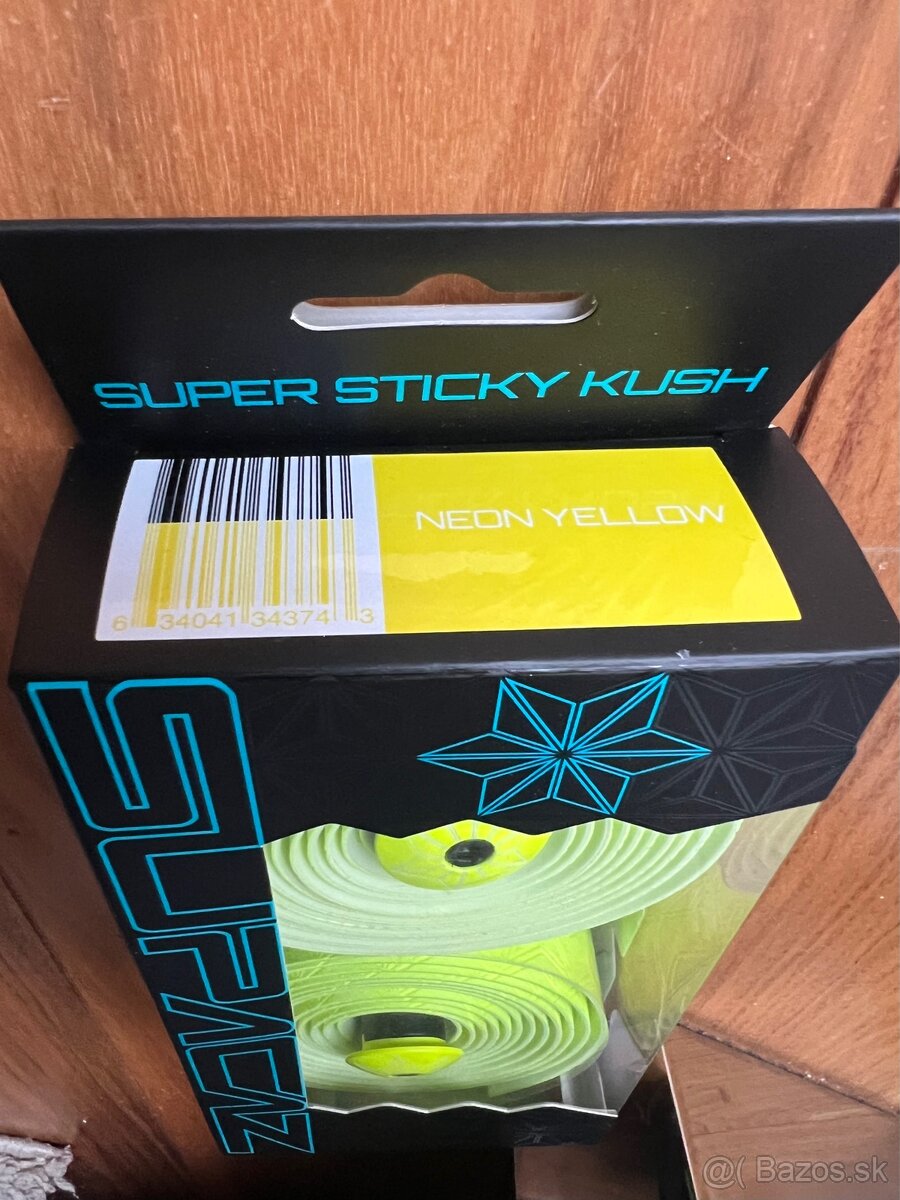 SUPER STICKY KUSH
NEON YELLOW
6 34041 34374 3
SUPACAZ
@( Bazos.sk